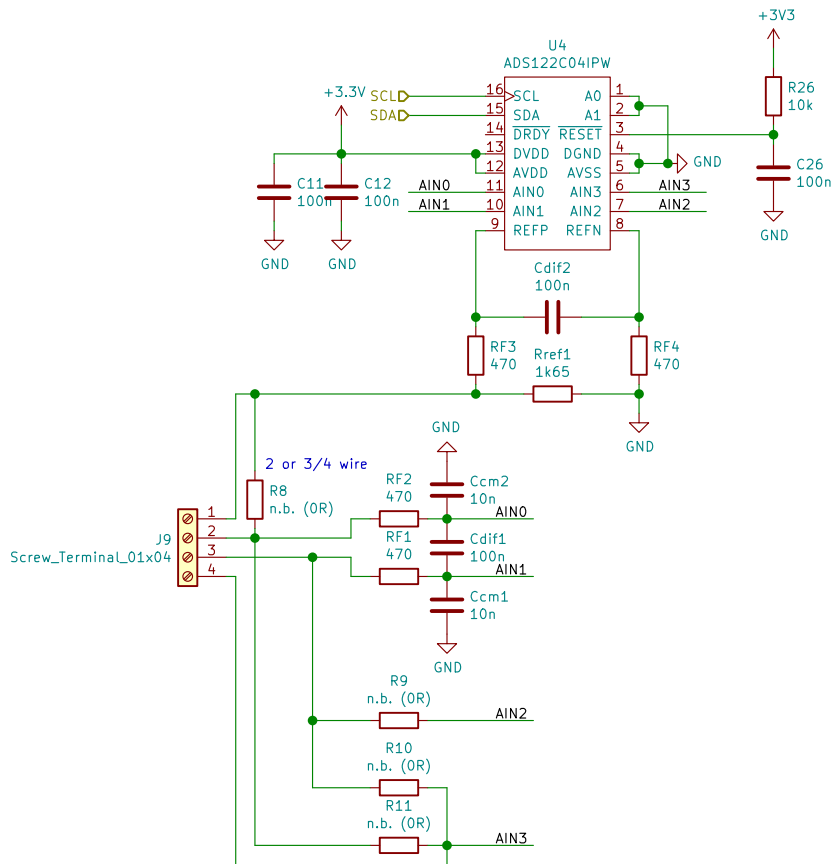 +3V3
U4
ADS122C04IPW
R26
10k
+3.3V
SCL
SDA
16 SCL A0 1
15 SDA A1 2
14 DRDY RESET 3
13 DVDD DGND 4
12 AVDD AVSS 5
11 AIN0 AIN3 6
10 AIN1 AIN2 7
9 REFP REFN 8
GND
C26
100n
GND
C11
100n
C12
100n
AIN0
AIN1
AIN3
AIN2
GND
GND
Cdif2
100n
RF3
470
Rref1
1k65
RF4
470
GND
GND
2 or 3/4 wire
R8
n.b. (0R)
RF2
470
Ccm2
10n
AIN0
J9
Screw_Terminal_01x04
1
2
3
4
RF1
470
Cdif1
100n
AIN1
Ccm1
10n
GND
R9
n.b. (0R)
AIN2
R10
n.b. (0R)
R11
n.b. (0R)
AIN3